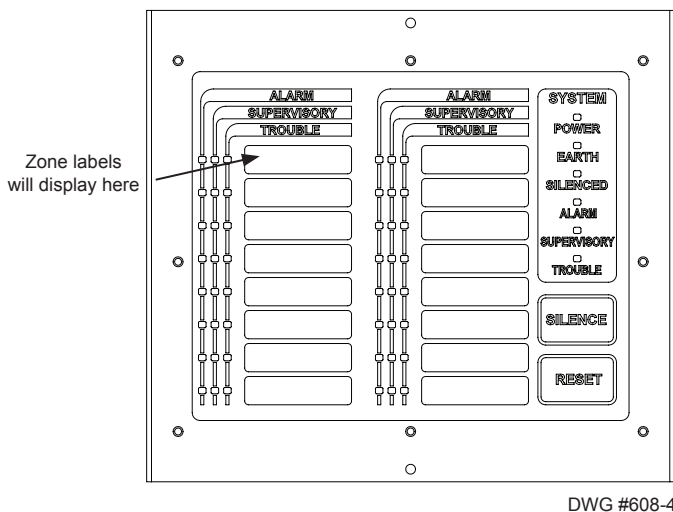 ALARM
SUPERVISORY
TROUBLE
Zone labels
will display here
ALARM
SUPERVISORY
TROUBLE
SYSTEM
POWER
EARTH
SILENCED
ALARM
SUPERVISORY
TROUBLE
SILENCE
RESET
DWG #608-4